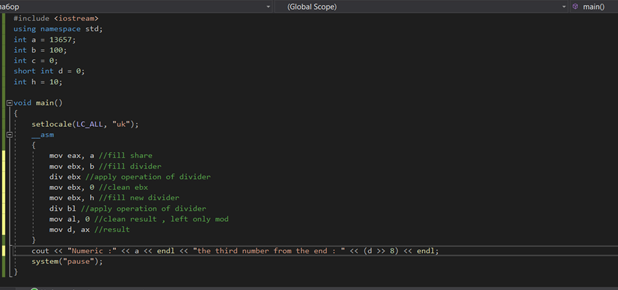 набор (Global Scope) main()
#include <iostream>
using namespace std;
int a = 13657;
int b = 100;
int c = 0;
short int d = 0;
int h = 10;
void main()
{
setlocale(LC_ALL, "uk");
__asm
{
mov eax, a //fill share
mov ebx, b //fill divider
div ebx //apply operation of divider
mov ebx, 0 //clean ebx
mov ebx, h //fill new divider
div bl //apply operation of divider
mov al, 0 //clean result , left only mod
mov d, ax //result
}
cout << "Numeric :" << a << endl << "the third number from the end : " << (d >> 8) << endl;
system("pause");
}